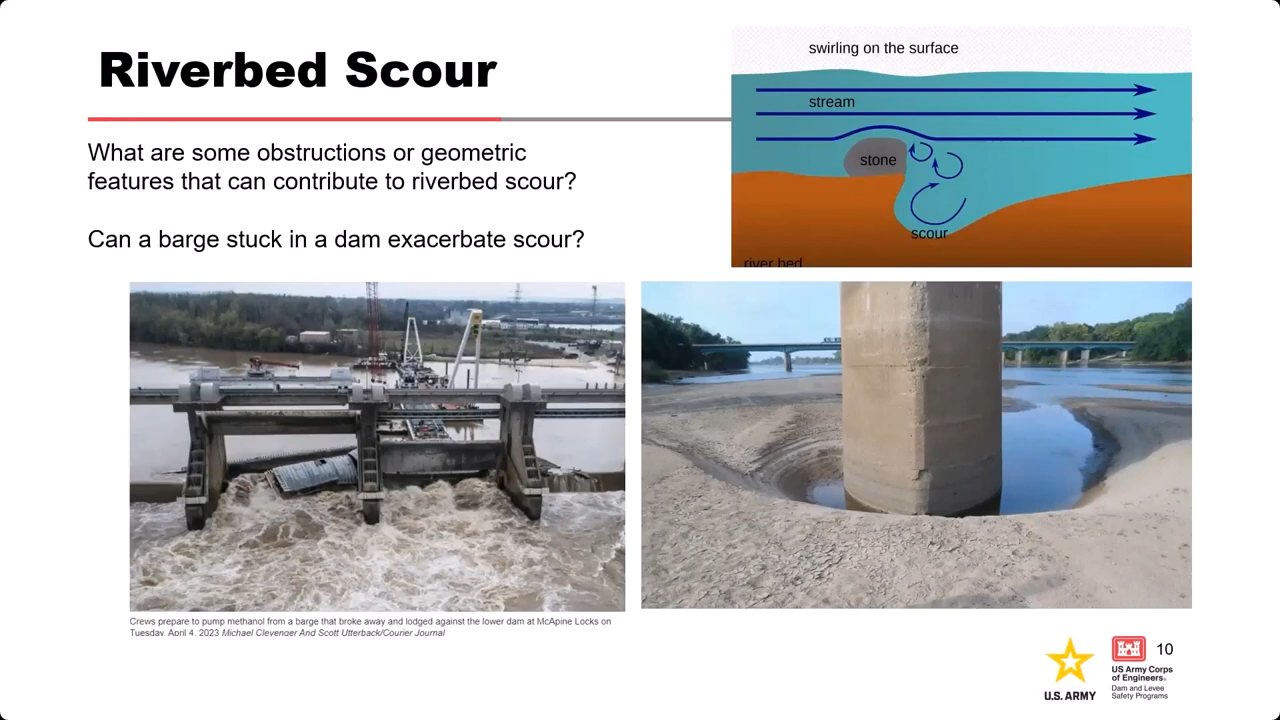 Riverbed Scour
What are some obstructions or geometric
features that can contribute to riverbed scour?
Can a barge stuck in a dam exacerbate scour?
swirling on the surface
stream
stone
scour
river bed
Crews prepare to pump methanol from a barge that broke away and lodged against the lower dam at McApine Locks on
Tuesday, April 4, 2023 Michael Clevenger And Scott Utterback/Courier Journal
U.S. ARMY
US Army Corps
of Engineers®
Dam and Levee
Safety Programs
10